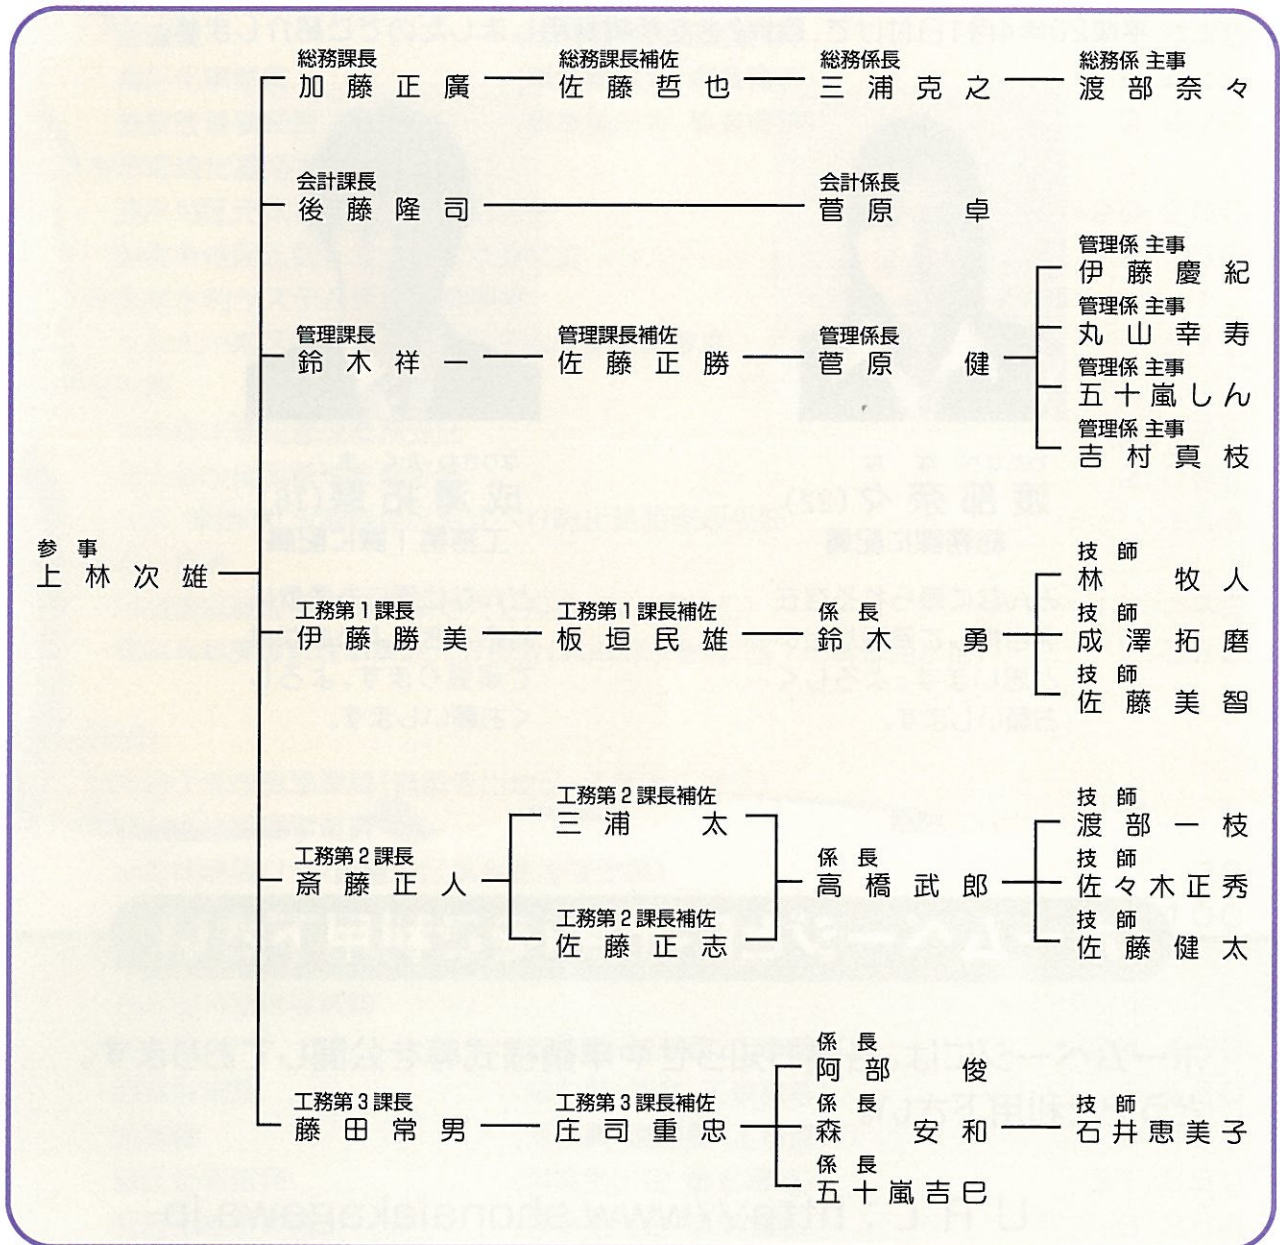 総務課長
加藤正廣
総務課長補佐
佐藤哲也
総務係長
三浦克之
総務係 主事
渡部奈々
会計課長
後藤隆司
会計係長
菅原 卓
管理課長
鈴木祥一
管理課長補佐
佐藤正勝
管理係長
菅原 健
管理係 主事
伊藤慶紀
管理係 主事
丸山幸寿
管理係 主事
五十嵐しん
管理係 主事
吉村真枝
参事
上林次雄
工務第1課長
伊藤勝美
工務第1課長補佐
板垣民雄
係長
鈴木 勇
技師
林 牧人
技師
成澤拓磨
技師
佐藤美智
工務第2課長
斎藤正人
工務第2課長補佐
三浦 太
工務第2課長補佐
佐藤正志
係長
高橋武郎
技師
渡部一枝
技師
佐々木正秀
技師
佐藤健太
工務第3課長
藤田常男
工務第3課長補佐
庄司重忠
係長
阿部 俊
係長
森 安和
係長
五十嵐吉巳
技師
石井恵美子